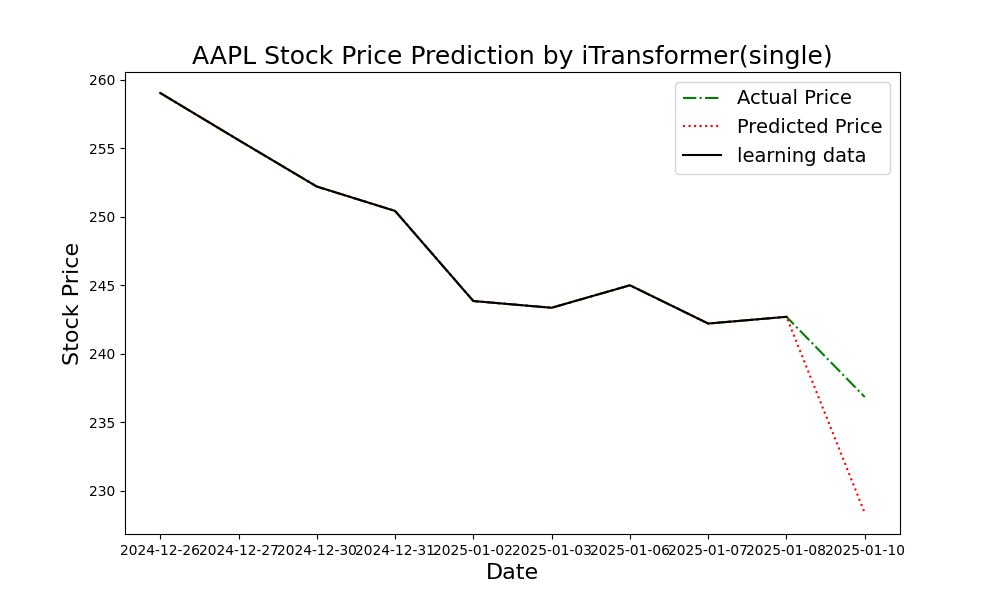 AAPL Stock Price Prediction by iTransformer(single)
Actual Price
Predicted Price
learning data
260
255
250
245
240
235
230
Stock Price
2024-12-26 2024-12-27 2024-12-30 2024-12-31 2025-01-02 2025-01-03 2025-01-06 2025-01-07 2025-01-08 2025-01-10
Date